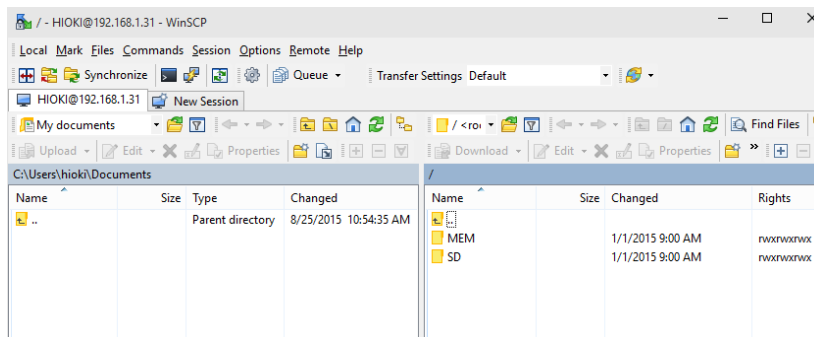 / - HIOKI@192.168.1.31 - WinSCP
Local Mark Files Commands Session Options Remote Help
Synchronize Queue Transfer Settings Default
HIOKI@192.168.1.31 New Session
My documents / <ro Find Files
Upload Edit Properties Download Edit Properties »
C:\Users\hioki\Documents /
Name Size Type Changed Name Size Changed Rights
.. Parent directory 8/25/2015 10:54:35 AM ..
MEM 1/1/2015 9:00 AM rwxrwxrwx
SD 1/1/2015 9:00 AM rwxrwxrwx